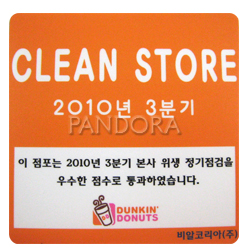 CLEAN STORE
2010년 3분기
PANDORA
이 점포는 2010년 3분기 본사 위생 정기점검을
우수한 점수로 통과하였습니다.
DUNKIN'
DONUTS
비알코리아(주)